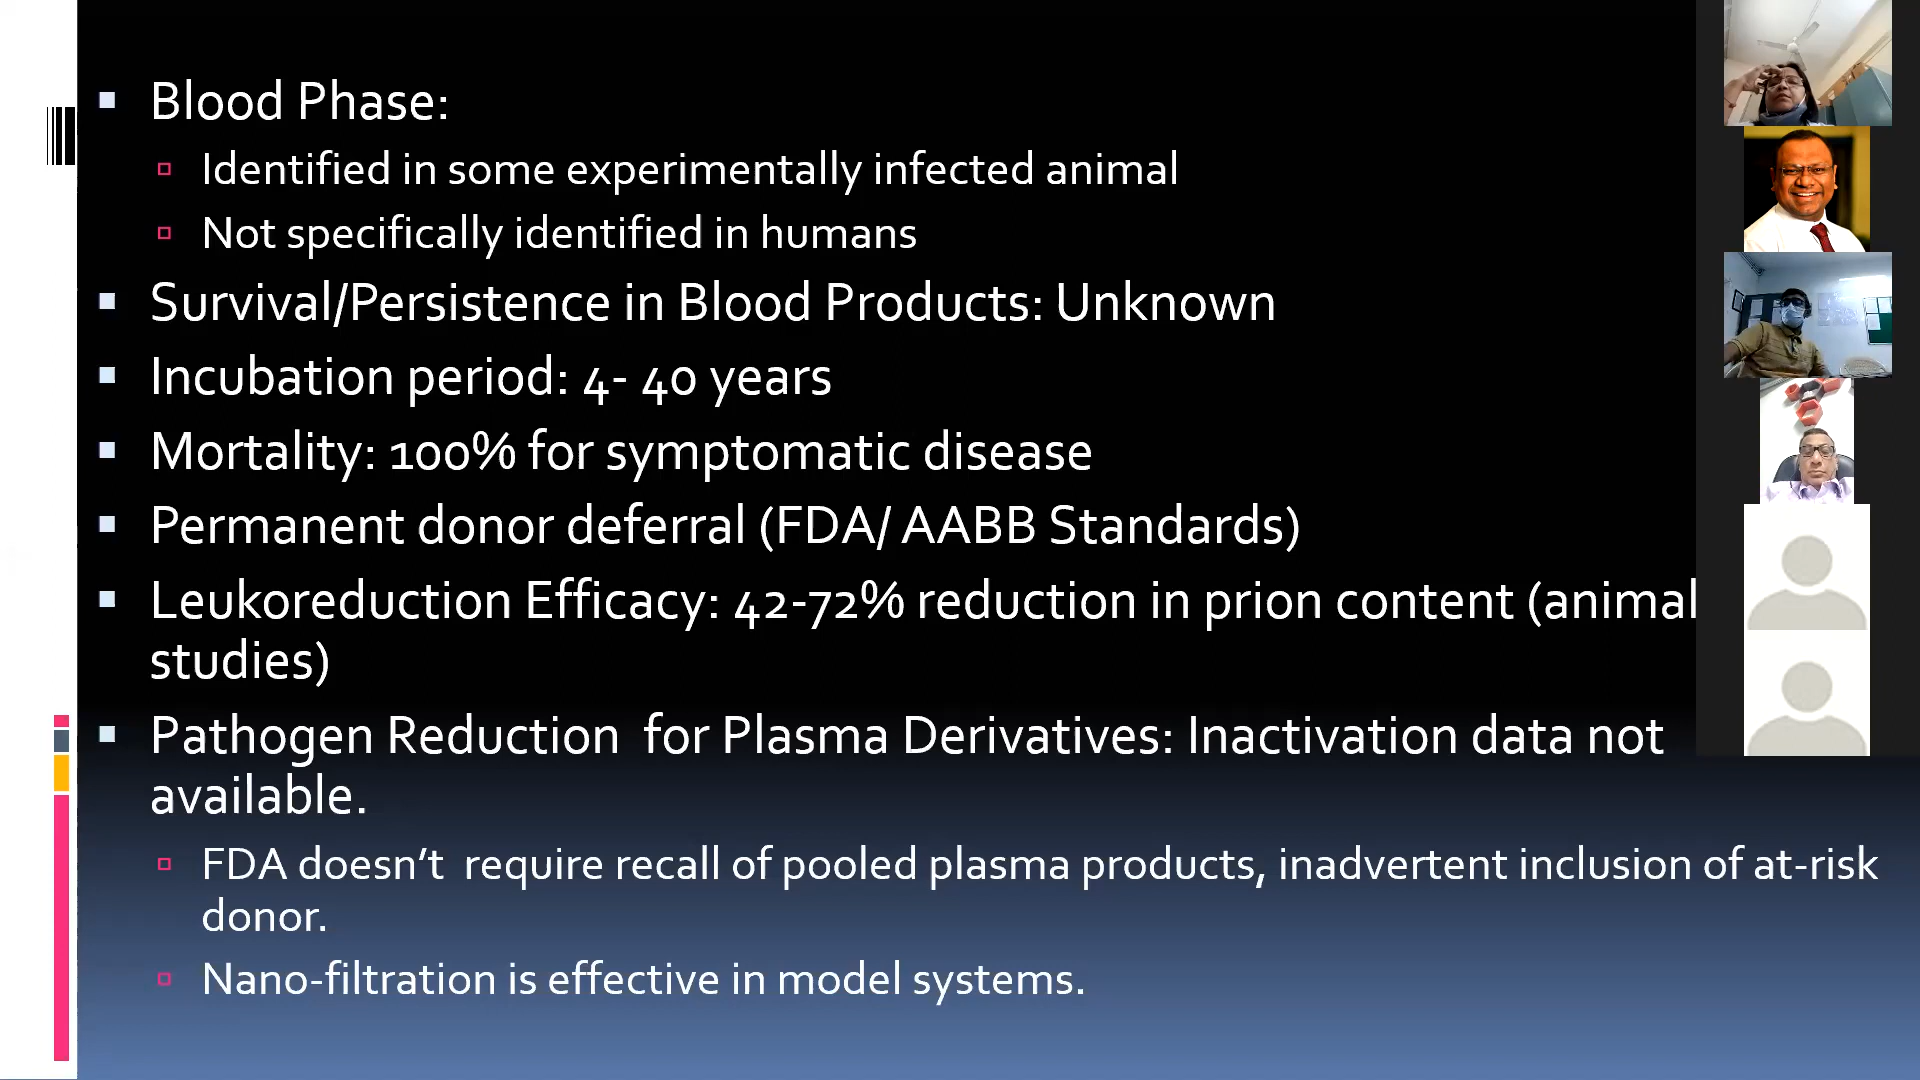 Blood Phase:
Identified in some experimentally infected animal
Not specifically identified in humans
Survival/Persistence in Blood Products: Unknown
Incubation period: 4- 40 years
Mortality: 100% for symptomatic disease
Permanent donor deferral (FDA/ AABB Standards)
Leukoreduction Efficacy: 42-72% reduction in prion content (animal
studies)
Pathogen Reduction  for Plasma Derivatives: Inactivation data not
available.
FDA doesn’t  require recall of pooled plasma products, inadvertent inclusion of at-risk
donor.
Nano-filtration is effective in model systems.